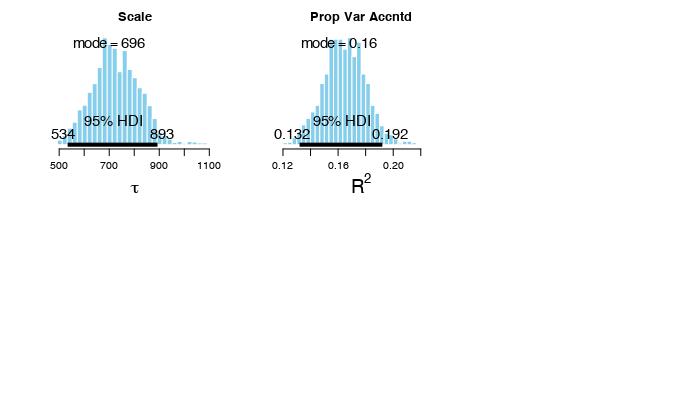 Scale
mode = 696
95% HDI
534 893
500 700 900 1100
τ
Prop Var Accntd
mode = 0.16
95% HDI
0.132 0.192
0.12 0.16 0.20
R²